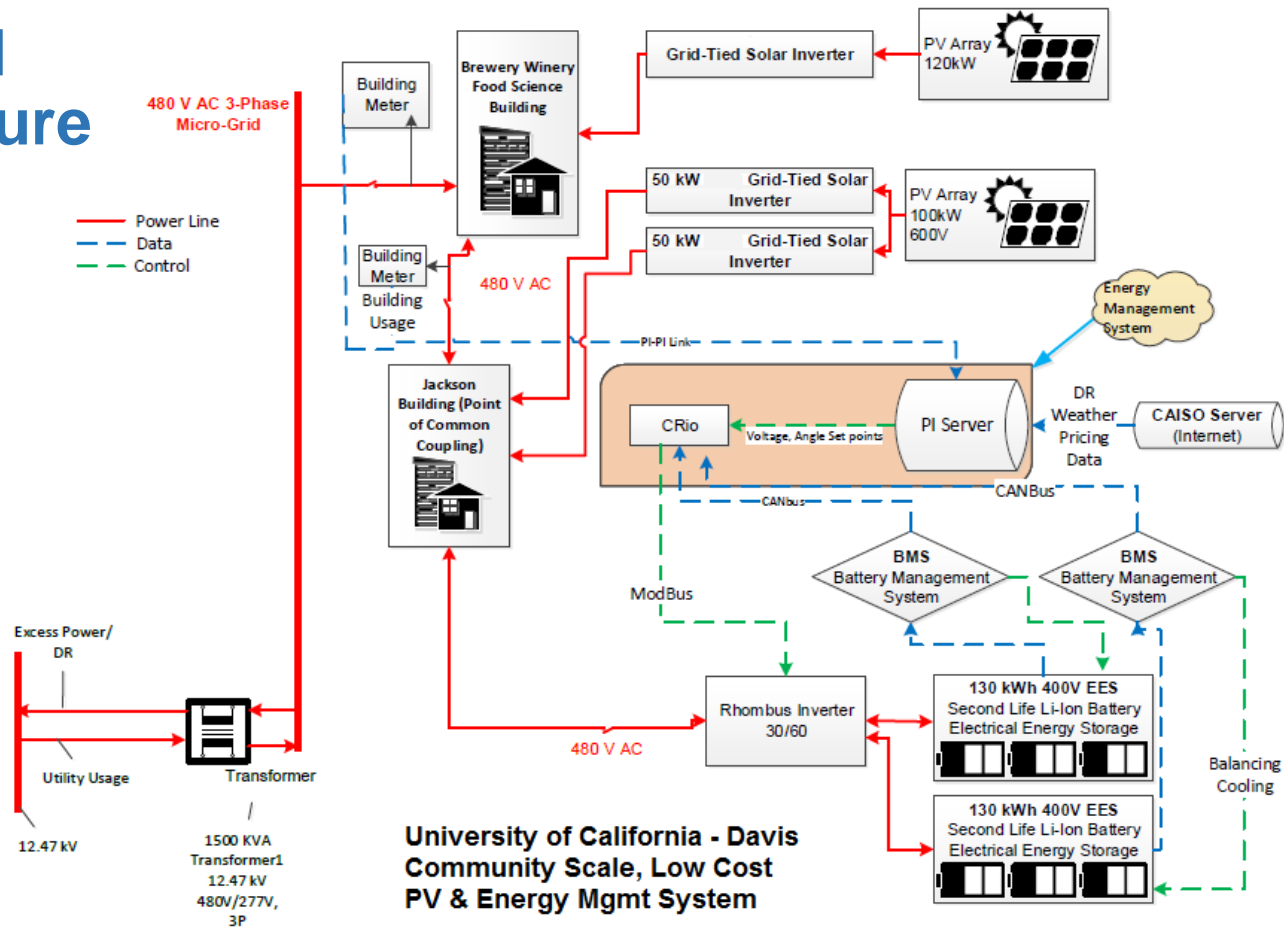 l
ure
480 V AC 3-Phase
Micro-Grid
Power Line
Data
Control
Building
Meter
Brewery Winery
Food Science
Building
Grid-Tied Solar Inverter
PV Array
120kW
50 kW Grid-Tied Solar
Inverter
50 kW Grid-Tied Solar
Inverter
PV Array
100kW
600V
Building
Meter
Building
Usage
480 V AC
Energy
Management
System
PI-PI Link
Jackson
Building (Point
of Common
Coupling)
CRio
Voltage, Angle Set points
PI Server
DR
Weather
Pricing
Data
CAISO Server
(Internet)
CANbus
CANBus
BMS
Battery Management
System
BMS
Battery Management
System
ModBus
Excess Power/
DR
Utility Usage
Transformer
12.47 kV
1500 KVA
Transformer1
12.47 kV
480V/277V,
3P
480 V AC
Rhombus Inverter
30/60
130 kWh 400V EES
Second Life Li-Ion Battery
Electrical Energy Storage
130 kWh 400V EES
Second Life Li-Ion Battery
Electrical Energy Storage
Balancing
Cooling
University of California - Davis
Community Scale, Low Cost
PV & Energy Mgmt System